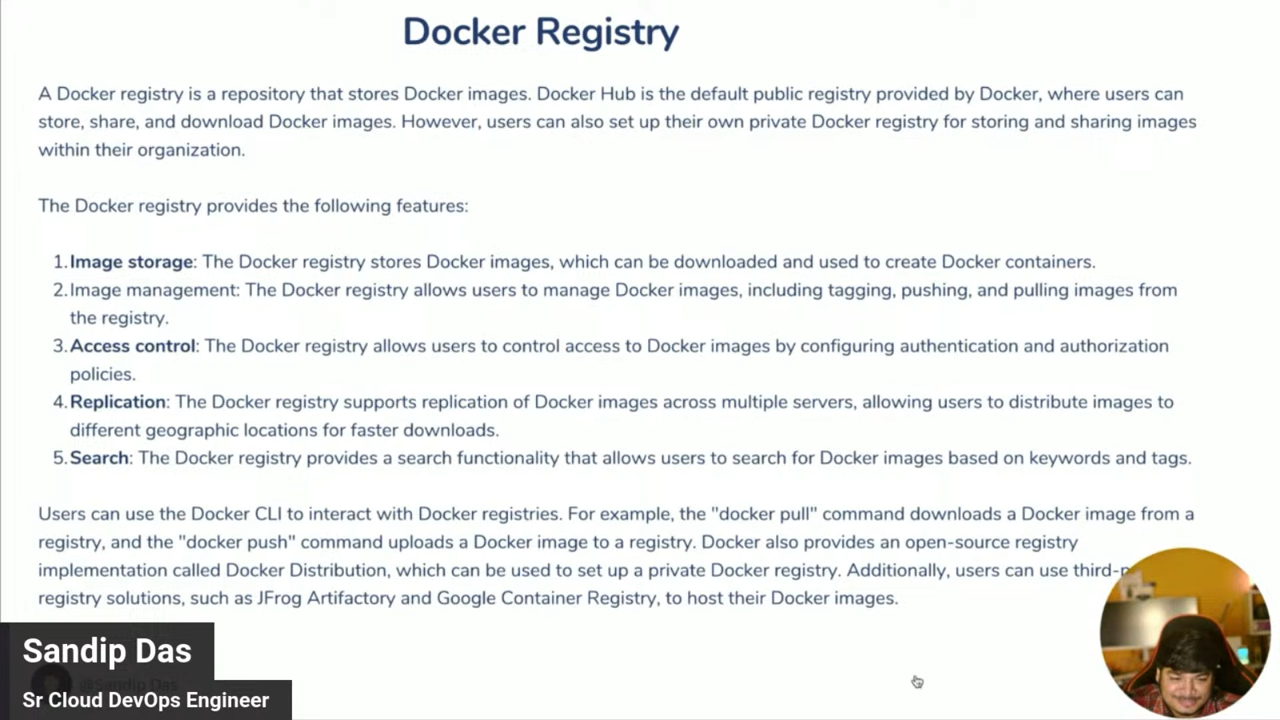 Docker Registry
A Docker registry is a repository that stores Docker images. Docker Hub is the default public registry provided by Docker, where users can
store, share, and download Docker images. However, users can also set up their own private Docker registry for storing and sharing images
within their organization.
The Docker registry provides the following features:
1. Image storage: The Docker registry stores Docker images, which can be downloaded and used to create Docker containers.
2. Image management: The Docker registry allows users to manage Docker images, including tagging, pushing, and pulling images from
the registry.
3. Access control: The Docker registry allows users to control access to Docker images by configuring authentication and authorization
policies.
4. Replication: The Docker registry supports replication of Docker images across multiple servers, allowing users to distribute images to
different geographic locations for faster downloads.
5. Search: The Docker registry provides a search functionality that allows users to search for Docker images based on keywords and tags.
Users can use the Docker CLI to interact with Docker registries. For example, the "docker pull" command downloads a Docker image from a
registry, and the "docker push" command uploads a Docker image to a registry. Docker also provides an open-source registry
implementation called Docker Distribution, which can be used to set up a private Docker registry. Additionally, users can use third-
registry solutions, such as JFrog Artifactory and Google Container Registry, to host their Docker images.
Sandip Das
@Sandip Das
Sr Cloud DevOps Engineer